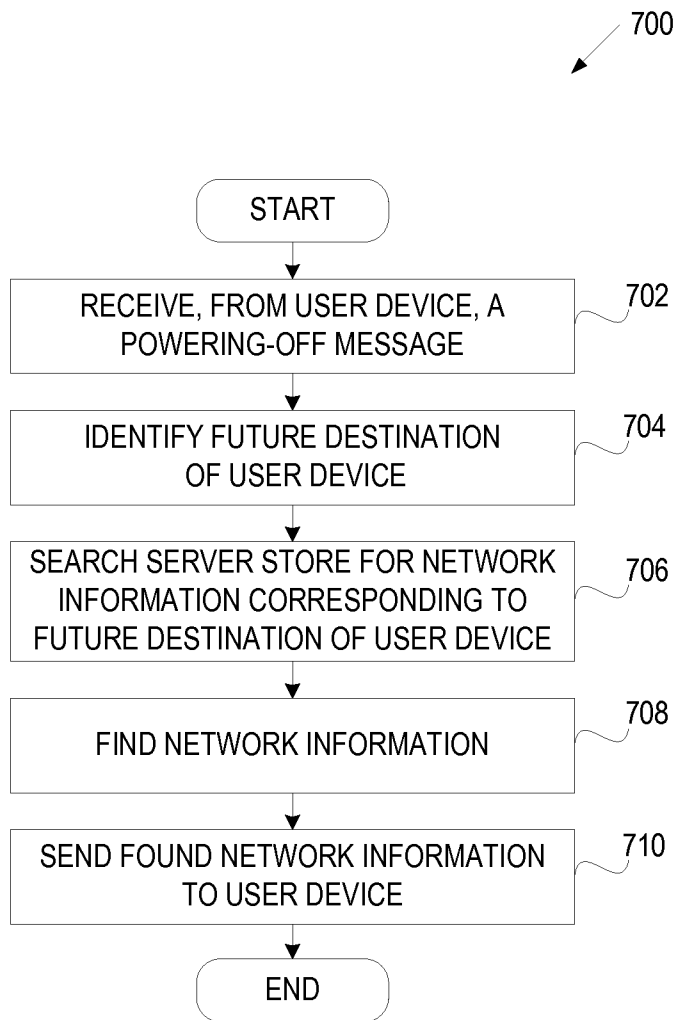 700
START
RECEIVE, FROM USER DEVICE, A
POWERING-OFF MESSAGE
702
IDENTIFY FUTURE DESTINATION
OF USER DEVICE
704
SEARCH SERVER STORE FOR NETWORK
INFORMATION CORRESPONDING TO
FUTURE DESTINATION OF USER DEVICE
706
FIND NETWORK INFORMATION
708
SEND FOUND NETWORK INFORMATION
TO USER DEVICE
710
END